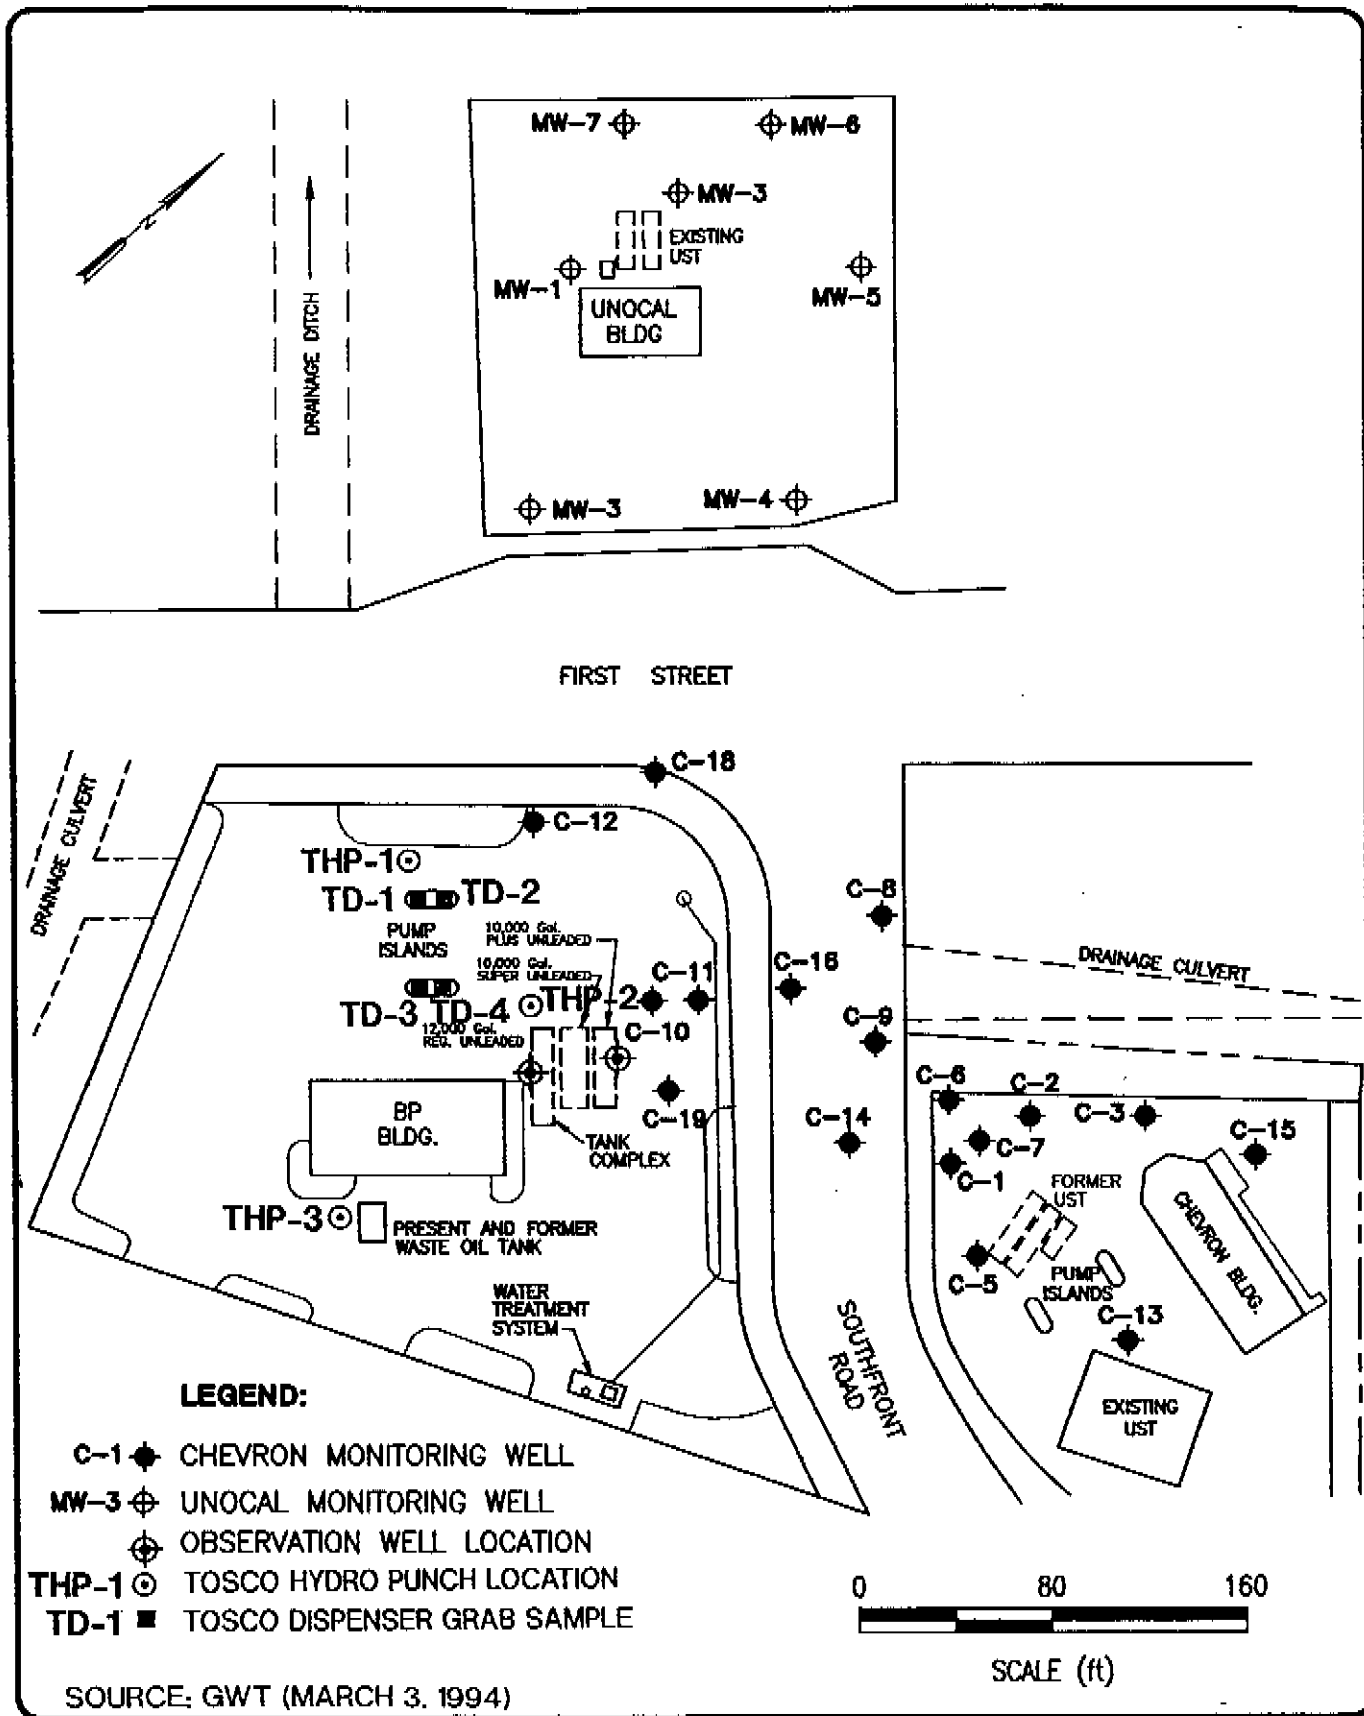 MW-7
MW-6
MW-3
EXISTING
UST
MW-1
MW-5
UNOCAL
BLDG
N
DRAINAGE DITCH
MW-3
MW-4
FIRST STREET
C-18
C-12
DRAINAGE CULVERT
THP-1
TD-1
TD-2
PUMP
ISLANDS
10,000 Gal.
PLUS UNLEADED
10,000 Gal.
SUPER UNLEADED
C-8
DRAINAGE CULVERT
C-16
C-11
THP-2
TD-3
TD-4
12,000 Gal.
REG. UNLEADED
C-10
C-9
C-6
C-2
C-3
C-15
C-7
C-1
C-14
C-19
BP
BLDG.
TANK
COMPLEX
FORMER
UST
CHEVRON BLDG.
THP-3
PRESENT AND FORMER
WASTE OIL TANK
C-5
PUMP
ISLANDS
C-13
WATER
TREATMENT
SYSTEM
SOUTHFRONT
ROAD
EXISTING
UST
LEGEND:
C-1 CHEVRON MONITORING WELL
MW-3 UNOCAL MONITORING WELL
OBSERVATION WELL LOCATION
THP-1 TOSCO HYDRO PUNCH LOCATION
TD-1 TOSCO DISPENSER GRAB SAMPLE
0 80 160
SCALE (ft)
SOURCE: GWT (MARCH 3. 1994)